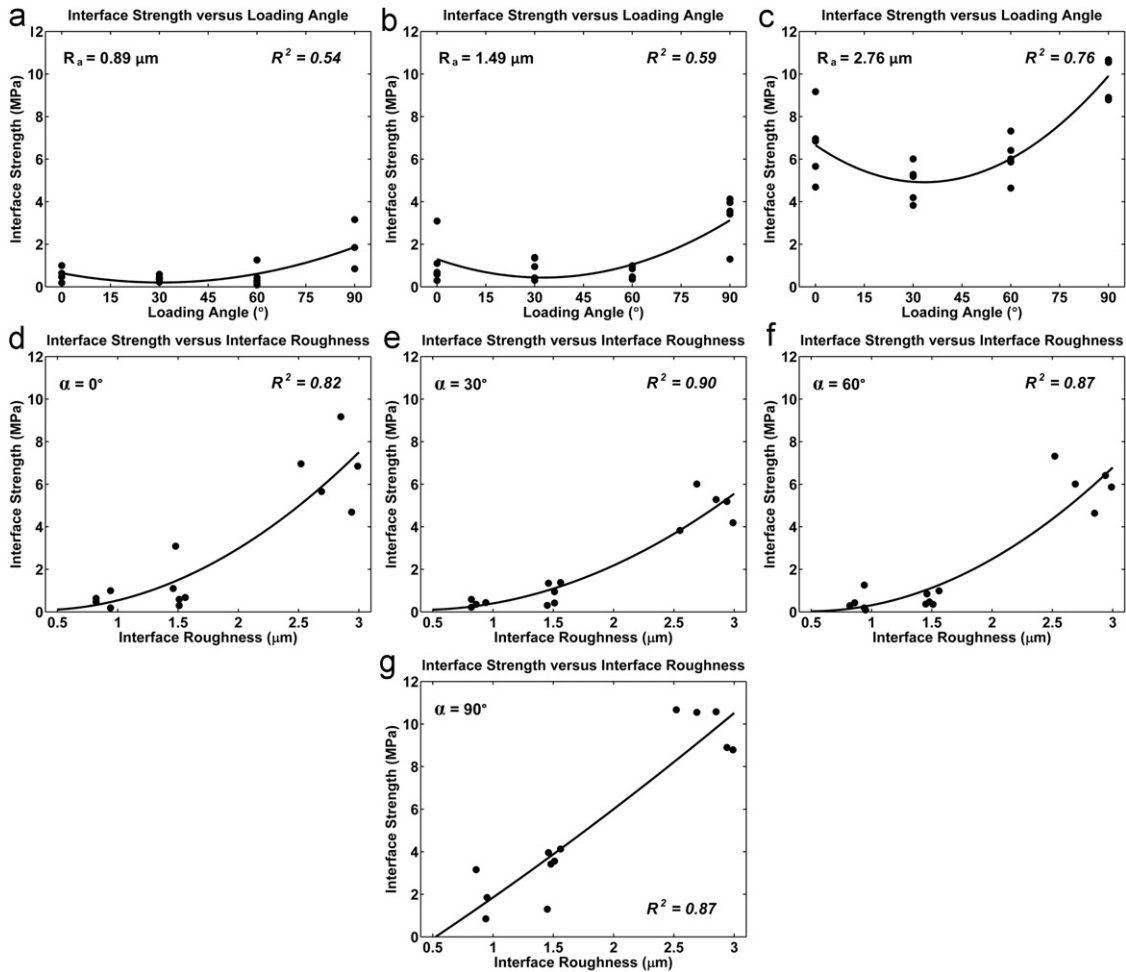 a
Interface Strength versus Loading Angle
Interface Strength (MPa)
12
10
8
6
4
2
0
R a = 0.89 µm
R² = 0.54
0 15 30 45 60 75 90
Loading Angle (°)
b
Interface Strength versus Loading Angle
Interface Strength (MPa)
12
10
8
6
4
2
0
R a = 1.49 µm
R² = 0.59
0 15 30 45 60 75 90
Loading Angle (°)
c
Interface Strength versus Loading Angle
Interface Strength (MPa)
12
10
8
6
4
2
0
R a = 2.76 µm
R² = 0.76
0 15 30 45 60 75 90
Loading Angle (°)
d
Interface Strength versus Interface Roughness
Interface Strength (MPa)
12
10
8
6
4
2
0
α = 0°
R² = 0.82
0.5 1 1.5 2 2.5 3
Interface Roughness (µm)
e
Interface Strength versus Interface Roughness
Interface Strength (MPa)
12
10
8
6
4
2
0
α = 30°
R² = 0.90
0.5 1 1.5 2 2.5 3
Interface Roughness (µm)
f
Interface Strength versus Interface Roughness
Interface Strength (MPa)
12
10
8
6
4
2
0
α = 60°
R² = 0.87
0.5 1 1.5 2 2.5 3
Interface Roughness (µm)
g
Interface Strength versus Interface Roughness
Interface Strength (MPa)
12
10
8
6
4
2
0
α = 90°
R² = 0.87
0.5 1 1.5 2 2.5 3
Interface Roughness (µm)